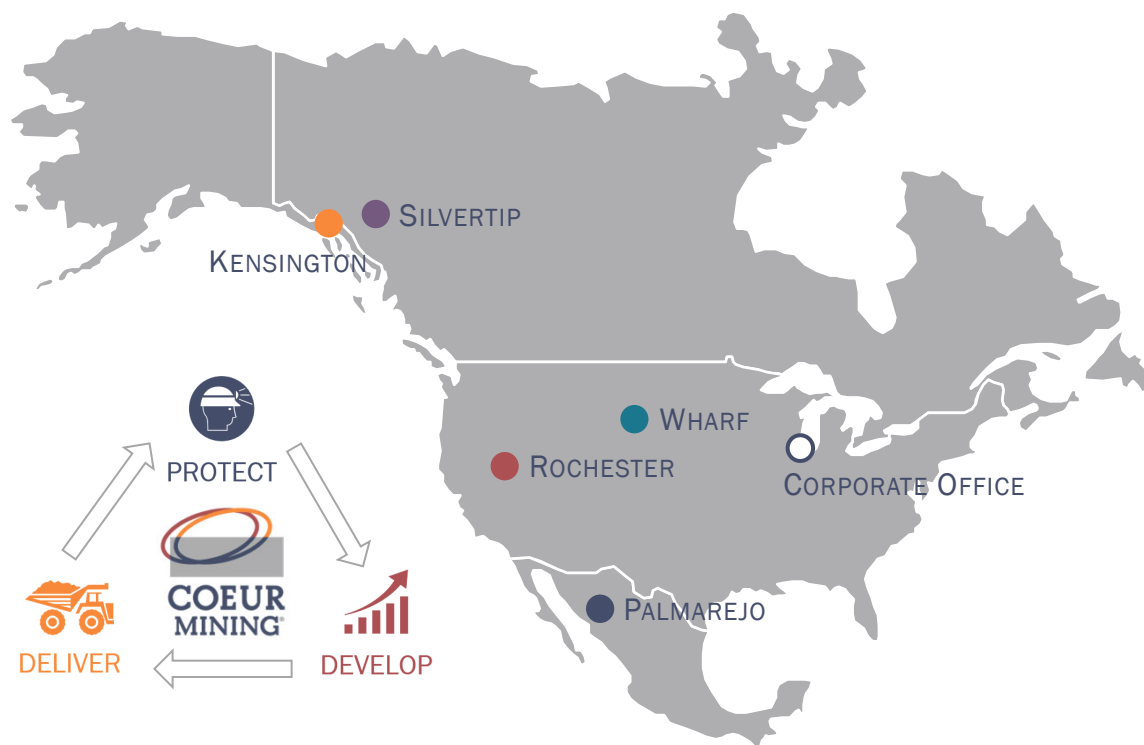 SILVERTIP
KENSINGTON
WHARF
ROCHESTER
CORPORATE OFFICE
PALMAREJO
PROTECT
COEUR
MINING®
DELIVER
DEVELOP